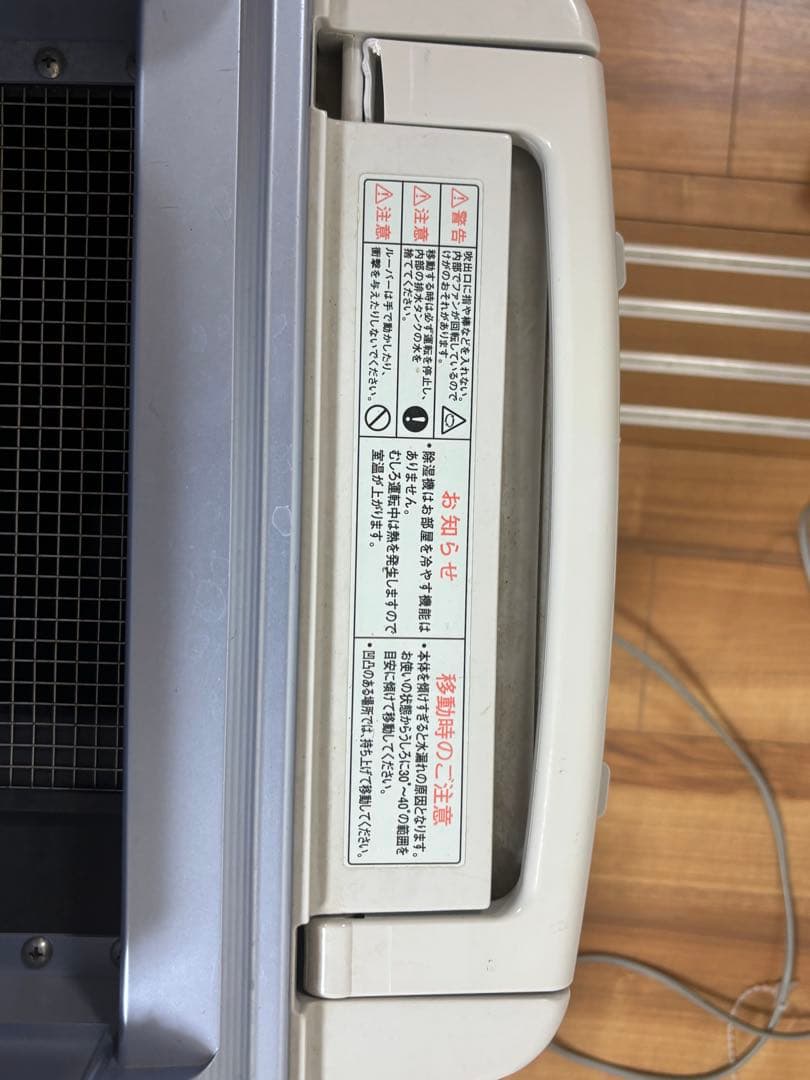 警告
吹出口に指や棒などを入れない。
内部でファンが回転しているので
けがのおそれがあります。
注意
移動する時は必ず運転を停止し、
内部の排水タンクの水を
捨ててください。
注意
ルーバーは手で動かしたり、
衝撃を与えたりしないでください。
お知らせ
・除湿機はお部屋を冷やす機能は
ありません。
むしろ運転中は熱を発生しますので
室温が上がります。
移動時のご注意
・本体を傾けすぎると水漏れの原因となります。
お使いの状態からうしろに30°～40°の範囲を
目安に傾けて移動してください。
・凹凸のある場所では、持ち上げて移動してください。